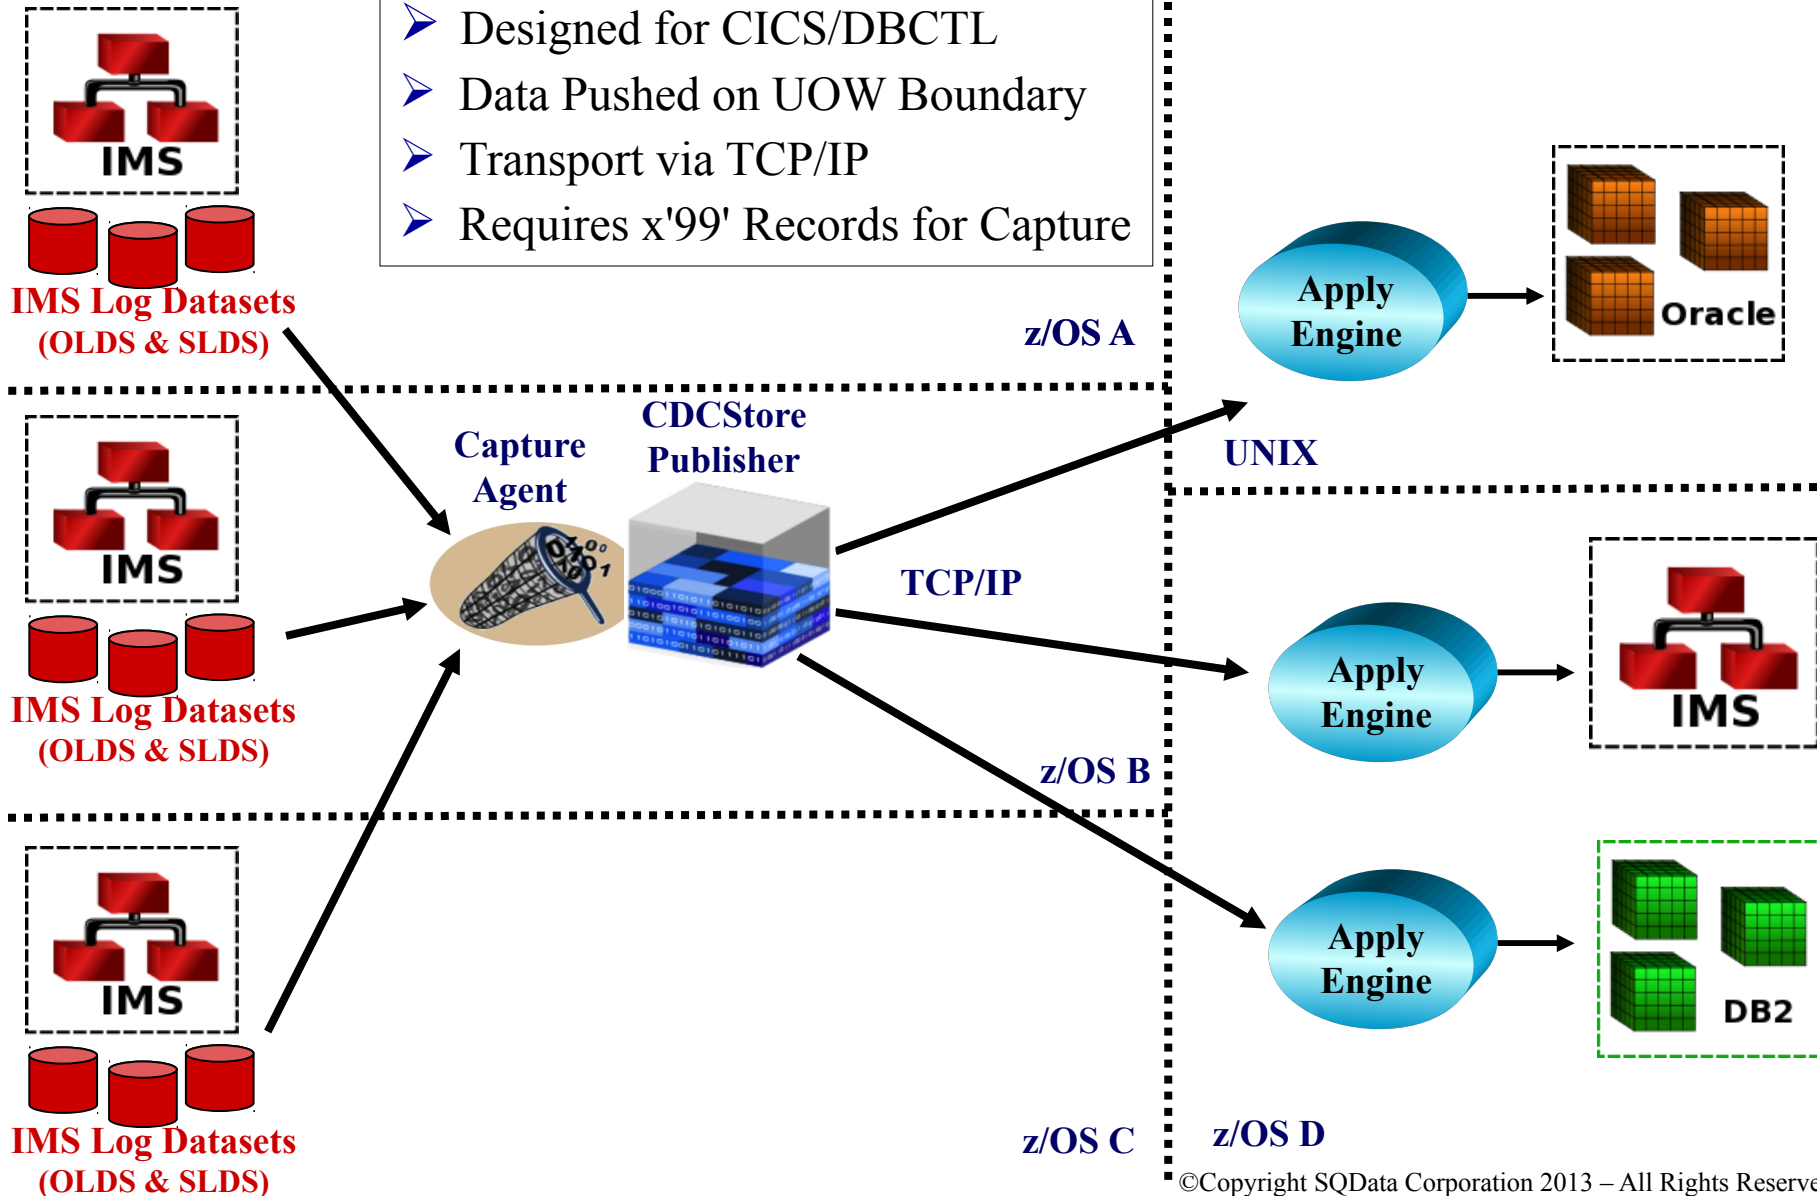 Designed for CICS/DBCTL
Data Pushed on UOW Boundary
Transport via TCP/IP
Requires x'99' Records for Capture
IMS
IMS Log Datasets
(OLDS & SLDS)
z/OS A
Apply
Engine
Oracle
UNIX
IMS
IMS Log Datasets
(OLDS & SLDS)
Capture
Agent
CDCStore
Publisher
TCP/IP
z/OS B
Apply
Engine
IMS
IMS
IMS Log Datasets
(OLDS & SLDS)
z/OS C
Apply
Engine
DB2
z/OS D
©Copyright SQData Corporation 2013 – All Rights Reserve